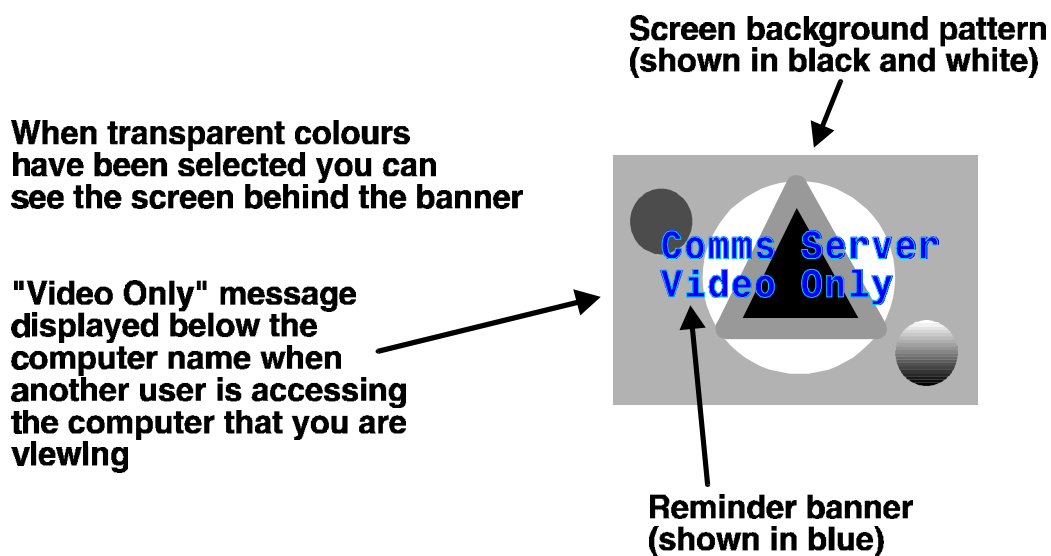 Screen background pattern
(shown in black and white)
When transparent colours
have been selected you can
see the screen behind the banner
Comms Server
Video Only
"Video Only" message
displayed below the
computer name when
another user is accessing
the computer that you are
viewing
Reminder banner
(shown in blue)